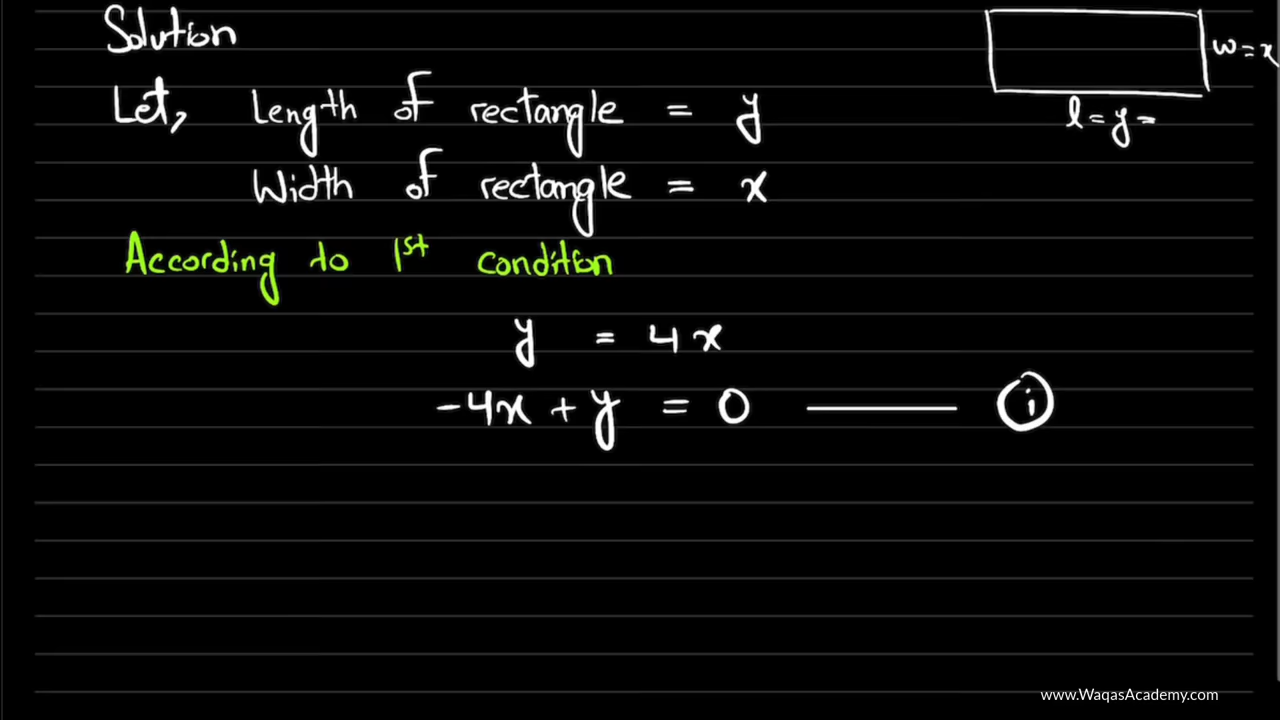 Solution
w = x
l = y =
Let, Length of rectangle = y
Width of rectangle = x
According to 1st condition
y = 4x
-4x + y = 0 ——— (i)
www.WaqasAcademy.com